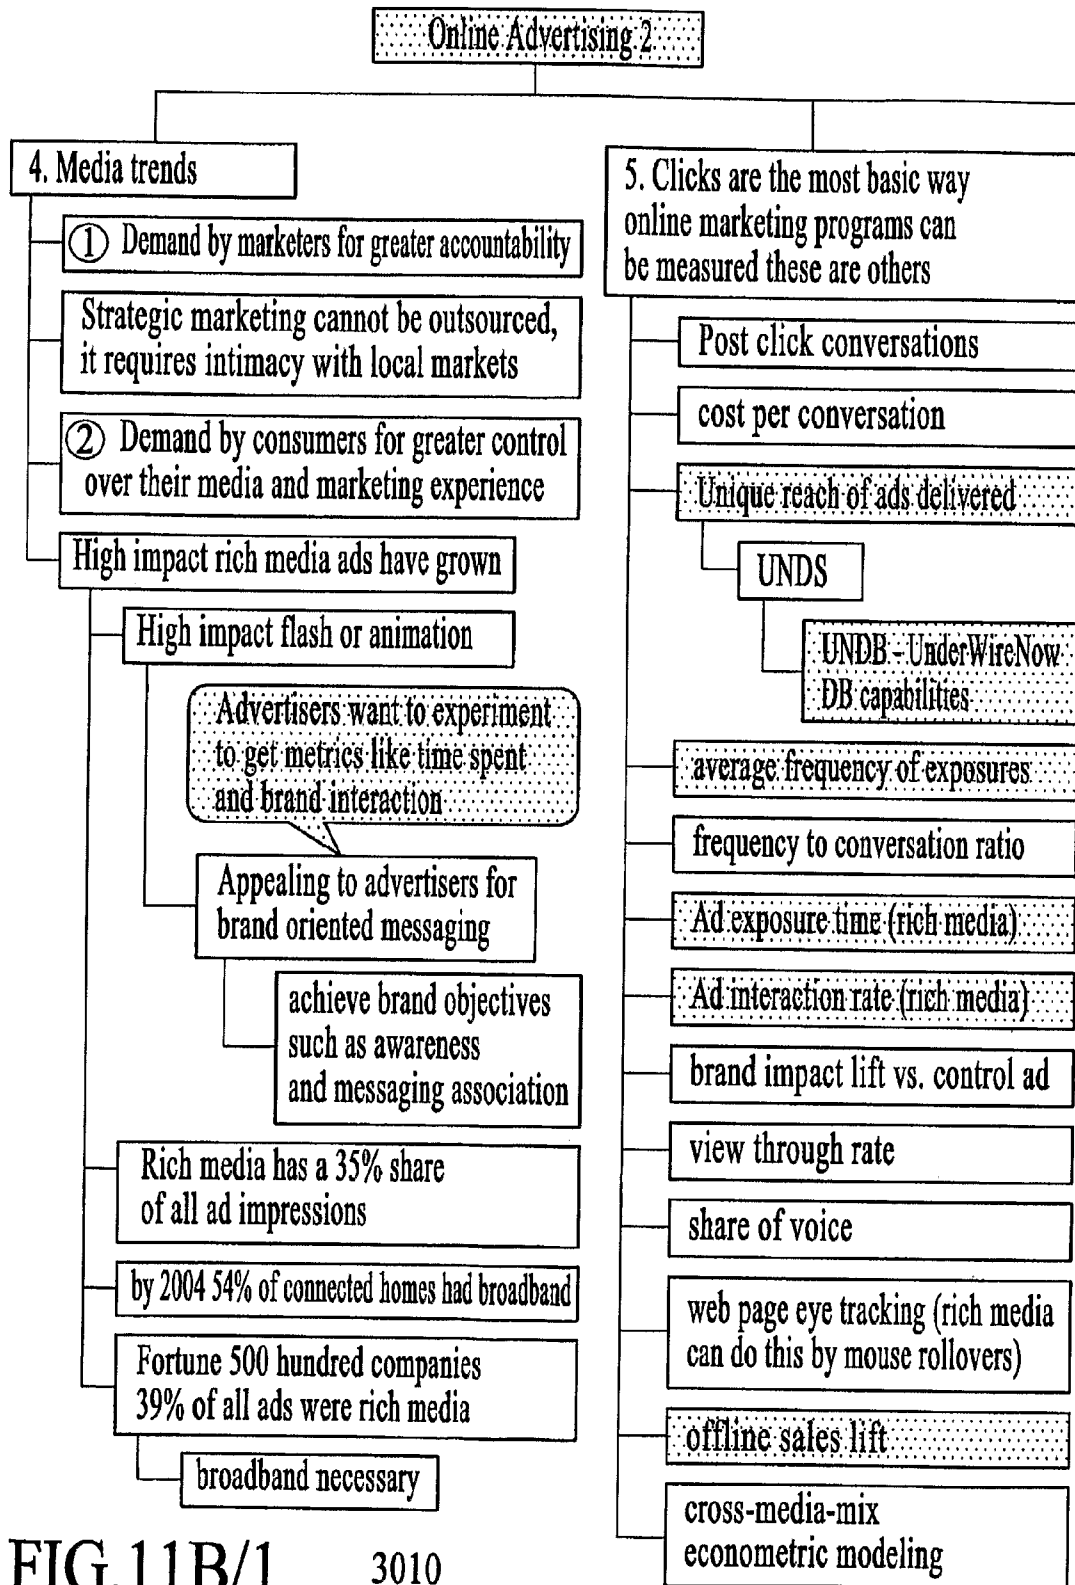 Online Advertising 2
4. Media trends
① Demand by marketers for greater accountability
Strategic marketing cannot be outsourced,
it requires intimacy with local markets
② Demand by consumers for greater control
over their media and marketing experience
High impact rich media ads have grown
High impact flash or animation
Advertisers want to experiment
to get metrics like time spent
and brand interaction
Appealing to advertisers for
brand oriented messaging
achieve brand objectives
such as awareness
and messaging association
Rich media has a 35% share
of all ad impressions
by 2004 54% of connected homes had broadband
Fortune 500 hundred companies
39% of all ads were rich media
broadband necessary
5. Clicks are the most basic way
online marketing programs can
be measured these are others
Post click conversations
cost per conversation
Unique reach of ads delivered
UNDS
UNDB - UnderWireNow
DB capabilities
average frequency of exposures
frequency to conversation ratio
Ad exposure time (rich media)
Ad interaction rate (rich media)
brand impact lift vs. control ad
view through rate
share of voice
web page eye tracking (rich media
can do this by mouse rollovers)
offline sales lift
cross-media-mix
econometric modeling
FIG.11B/1
3010